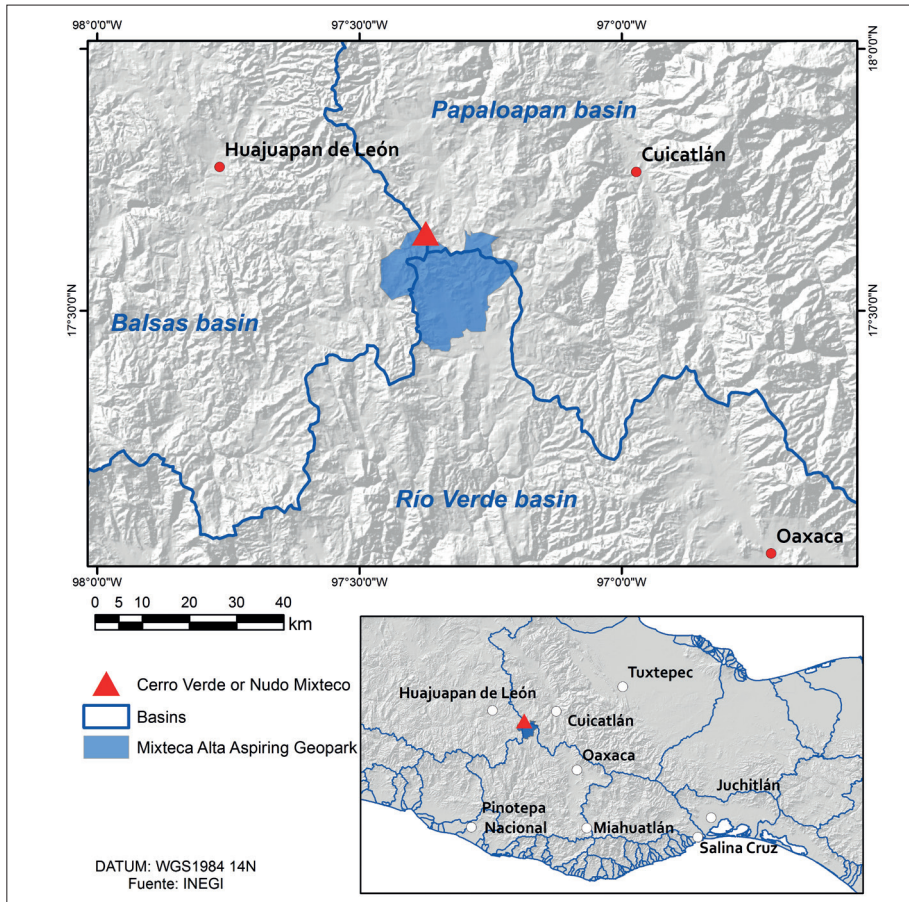 98°0'0"W
97°30'0"W
97°0'0"W
18°0'0"N
Papaloapan basin
Huajuapan de León
Cuicatlán
17°30'0"N
17°30'0"N
Balsas basin
Río Verde basin
Oaxaca
98°0'0"W
97°30'0"W
97°0'0"W
0 5 10 20 30 40
km
Cerro Verde or Nudo Mixteco
Basins
Mixteca Alta Aspiring Geopark
DATUM: WGS1984 14N
Fuente: INEGI
Tuxtepec
Huajuapan de León
Cuicatlán
Oaxaca
Juchitlán
Pinotepa
Nacional
Miahuatlán
Salina Cruz